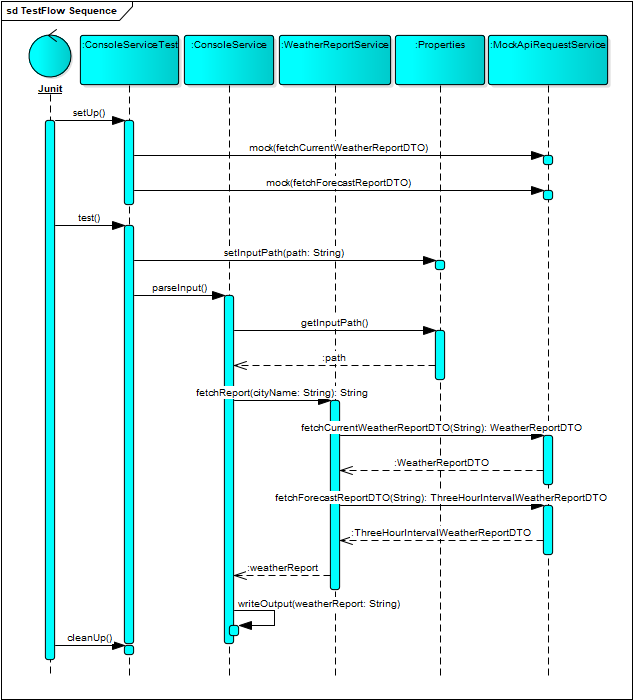 sd TestFlow Sequence
Junit
:ConsoleServiceTest
:ConsoleService
:WeatherReportService
:Properties
:MockApiRequestService
setUp()
mock(fetchCurrentWeatherReportDTO)
mock(fetchForecastReportDTO)
test()
setInputPath(path: String)
parseInput()
getInputPath()
:path
fetchReport(cityName: String): String
fetchCurrentWeatherReportDTO(String): WeatherReportDTO
:WeatherReportDTO
fetchForecastReportDTO(String): ThreeHourIntervalWeatherReportDTO
:ThreeHourIntervalWeatherReportDTO
:weatherReport
writeOutput(weatherReport: String)
cleanUp()